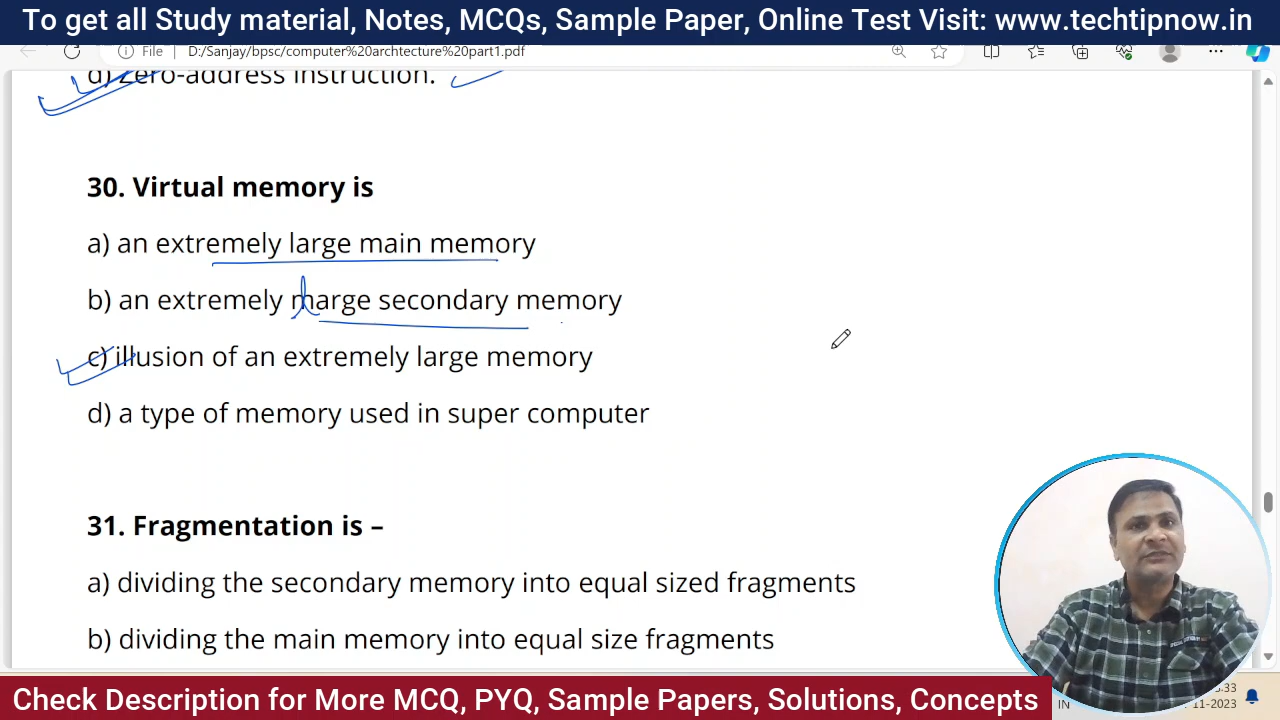 To get all Study material, Notes, MCQs, Sample Paper, Online Test Visit: www.techtipnow.in
File D:/Sanjay/bpsc/computer%20archtecture%20part1.pdf
d) zero-address instruction.
30. Virtual memory is
a) an extremely large main memory
b) an extremely marge secondary memory
c) illusion of an extremely large memory
d) a type of memory used in super computer
31. Fragmentation is –
a) dividing the secondary memory into equal sized fragments
b) dividing the main memory into equal size fragments
Check Description for More MCQ, PYQ, Sample Papers, Solutions, Concepts
IN 11-2023